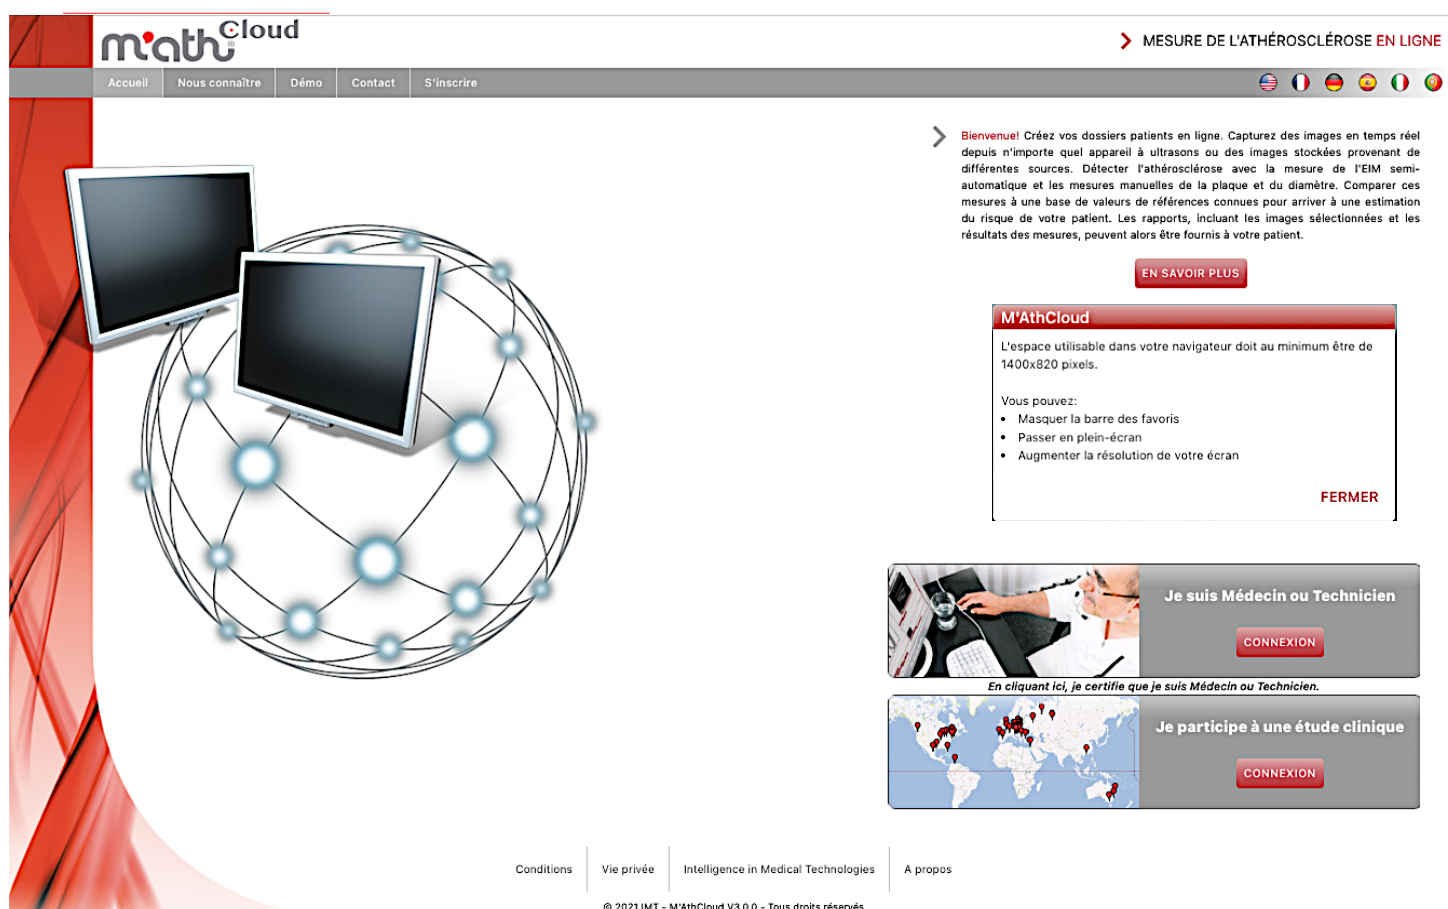 m'ath Cloud
MESURE DE L'ATHÉROSCLÉROSE EN LIGNE
Accueil Nous connaître Démo Contact S'inscrire
Bienvenue! Créez vos dossiers patients en ligne. Capturez des images en temps réel
depuis n'importe quel appareil à ultrasons ou des images stockées provenant de
différentes sources. Détecter l'athérosclérose avec la mesure de l'EIM semi-
automatique et les mesures manuelles de la plaque et du diamètre. Comparer ces
mesures à une base de valeurs de références connues pour arriver à une estimation
du risque de votre patient. Les rapports, incluant les images sélectionnées et les
résultats des mesures, peuvent alors être fournis à votre patient.
EN SAVOIR PLUS
M'AthCloud
L'espace utilisable dans votre navigateur doit au minimum être de
1400x820 pixels.
Vous pouvez:
• Masquer la barre des favoris
• Passer en plein-écran
• Augmenter la résolution de votre écran
FERMER
Je suis Médecin ou Technicien
CONNEXION
En cliquant ici, je certifie que je suis Médecin ou Technicien.
Je participe à une étude clinique
CONNEXION
Conditions Vie privée Intelligence in Medical Technologies A propos
© 2021 IMT - M'AthCloud V3.0.0 - Tous droits réservés